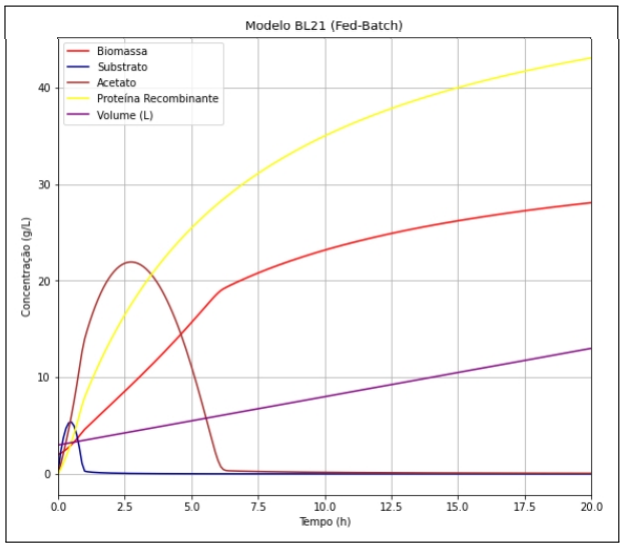 Modelo BL21 (Fed-Batch)
Biomassa
Substrato
Acetato
Proteína Recombinante
Volume (L)
Concentração (g/L)
40
30
20
10
0
0.0 2.5 5.0 7.5 10.0 12.5 15.0 17.5 20.0
Tempo (h)